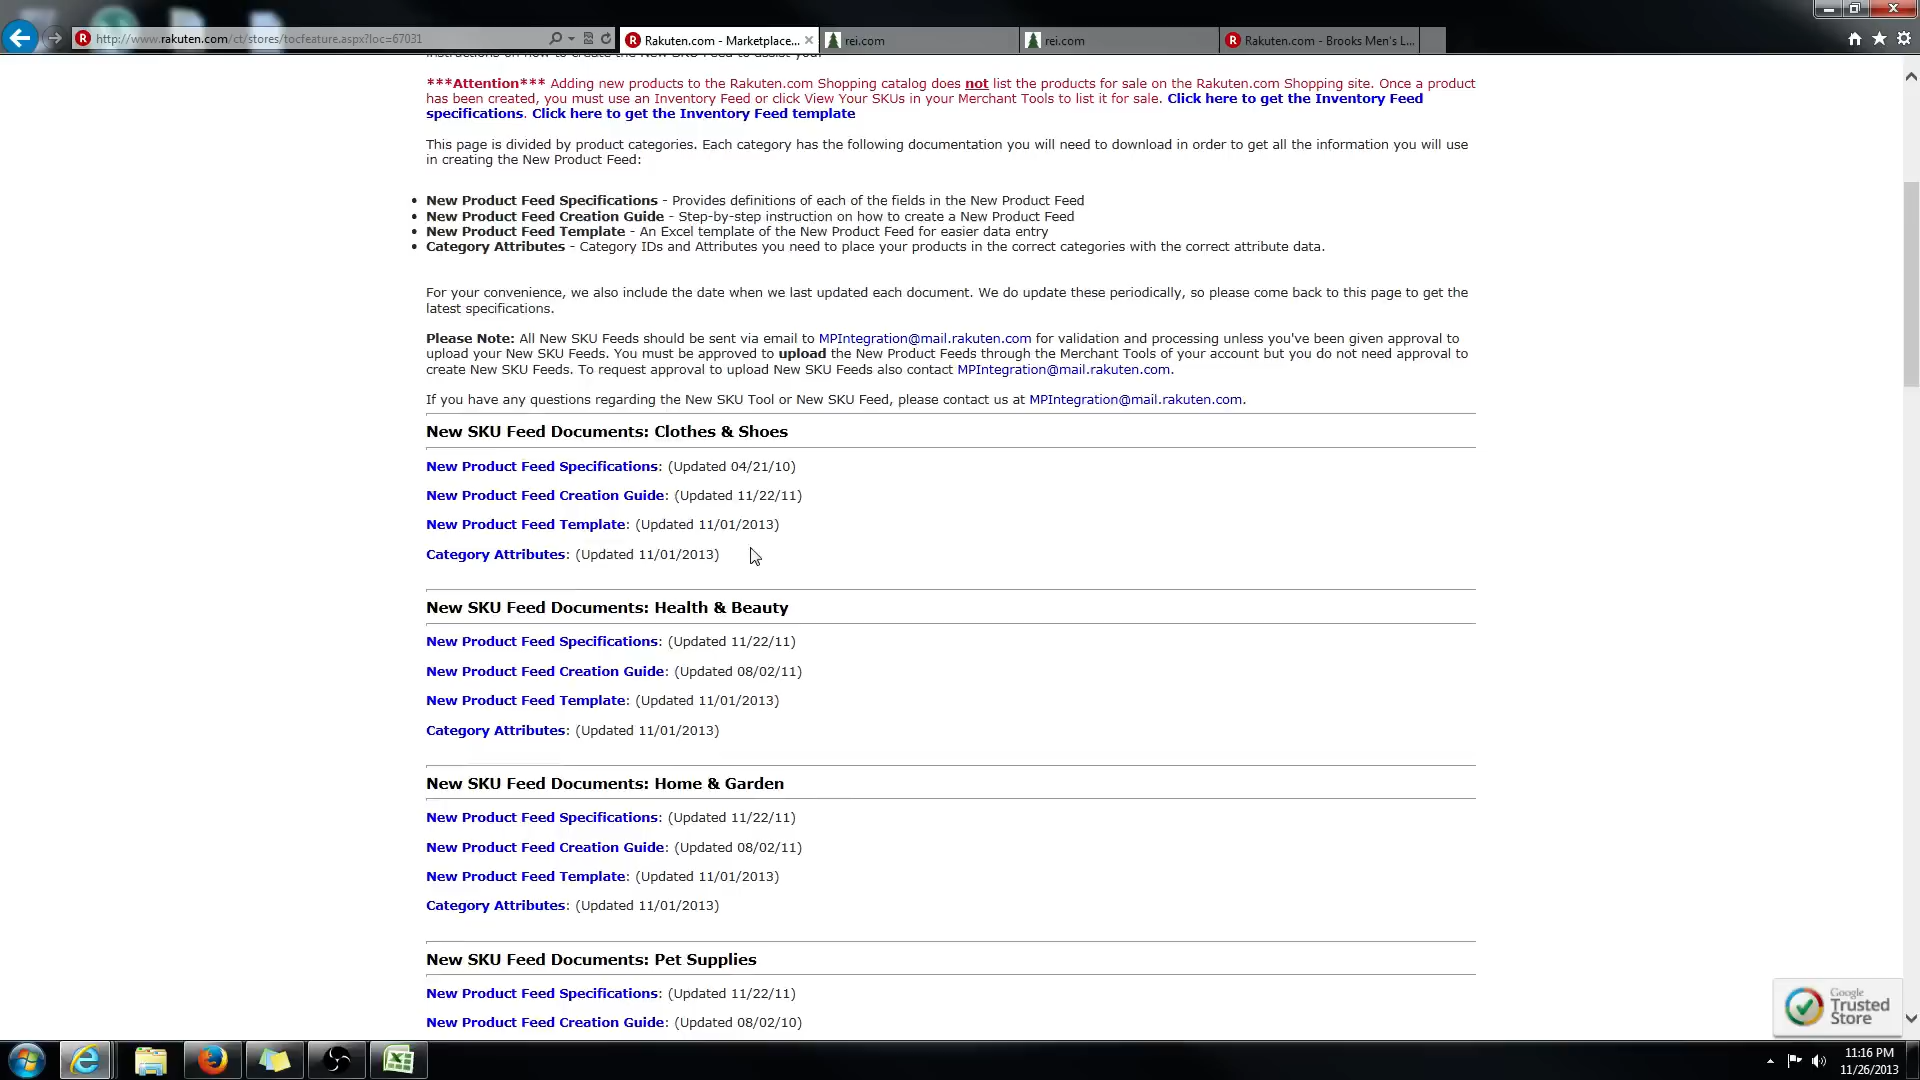 http://www.rakuten.com/ct/stores/tocfeature.aspx?loc=67031
Rakuten.com - Marketplace...
rei.com
rei.com
Rakuten.com - Brooks Men's L...
instructions on how to create the New SKU Feed to assist you.
***Attention*** Adding new products to the Rakuten.com Shopping catalog does not list the products for sale on the Rakuten.com Shopping site. Once a product
has been created, you must use an Inventory Feed or click View Your SKUs in your Merchant Tools to list it for sale. Click here to get the Inventory Feed
specifications. Click here to get the Inventory Feed template
This page is divided by product categories. Each category has the following documentation you will need to download in order to get all the information you will use
in creating the New Product Feed:
• New Product Feed Specifications - Provides definitions of each of the fields in the New Product Feed
• New Product Feed Creation Guide - Step-by-step instruction on how to create a New Product Feed
• New Product Feed Template - An Excel template of the New Product Feed for easier data entry
• Category Attributes - Category IDs and Attributes you need to place your products in the correct categories with the correct attribute data.
For your convenience, we also include the date when we last updated each document. We do update these periodically, so please come back to this page to get the
latest specifications.
Please Note: All New SKU Feeds should be sent via email to MPIntegration@mail.rakuten.com for validation and processing unless you've been given approval to
upload your New SKU Feeds. You must be approved to upload the New Product Feeds through the Merchant Tools of your account but you do not need approval to
create New SKU Feeds. To request approval to upload New SKU Feeds also contact MPIntegration@mail.rakuten.com.
If you have any questions regarding the New SKU Tool or New SKU Feed, please contact us at MPIntegration@mail.rakuten.com.
New SKU Feed Documents: Clothes & Shoes
New Product Feed Specifications: (Updated 04/21/10)
New Product Feed Creation Guide: (Updated 11/22/11)
New Product Feed Template: (Updated 11/01/2013)
Category Attributes: (Updated 11/01/2013)
New SKU Feed Documents: Health & Beauty
New Product Feed Specifications: (Updated 11/22/11)
New Product Feed Creation Guide: (Updated 08/02/11)
New Product Feed Template: (Updated 11/01/2013)
Category Attributes: (Updated 11/01/2013)
New SKU Feed Documents: Home & Garden
New Product Feed Specifications: (Updated 11/22/11)
New Product Feed Creation Guide: (Updated 08/02/11)
New Product Feed Template: (Updated 11/01/2013)
Category Attributes: (Updated 11/01/2013)
New SKU Feed Documents: Pet Supplies
New Product Feed Specifications: (Updated 11/22/11)
New Product Feed Creation Guide: (Updated 08/02/10)
Google
Trusted
Store
11:16 PM
11/26/2013